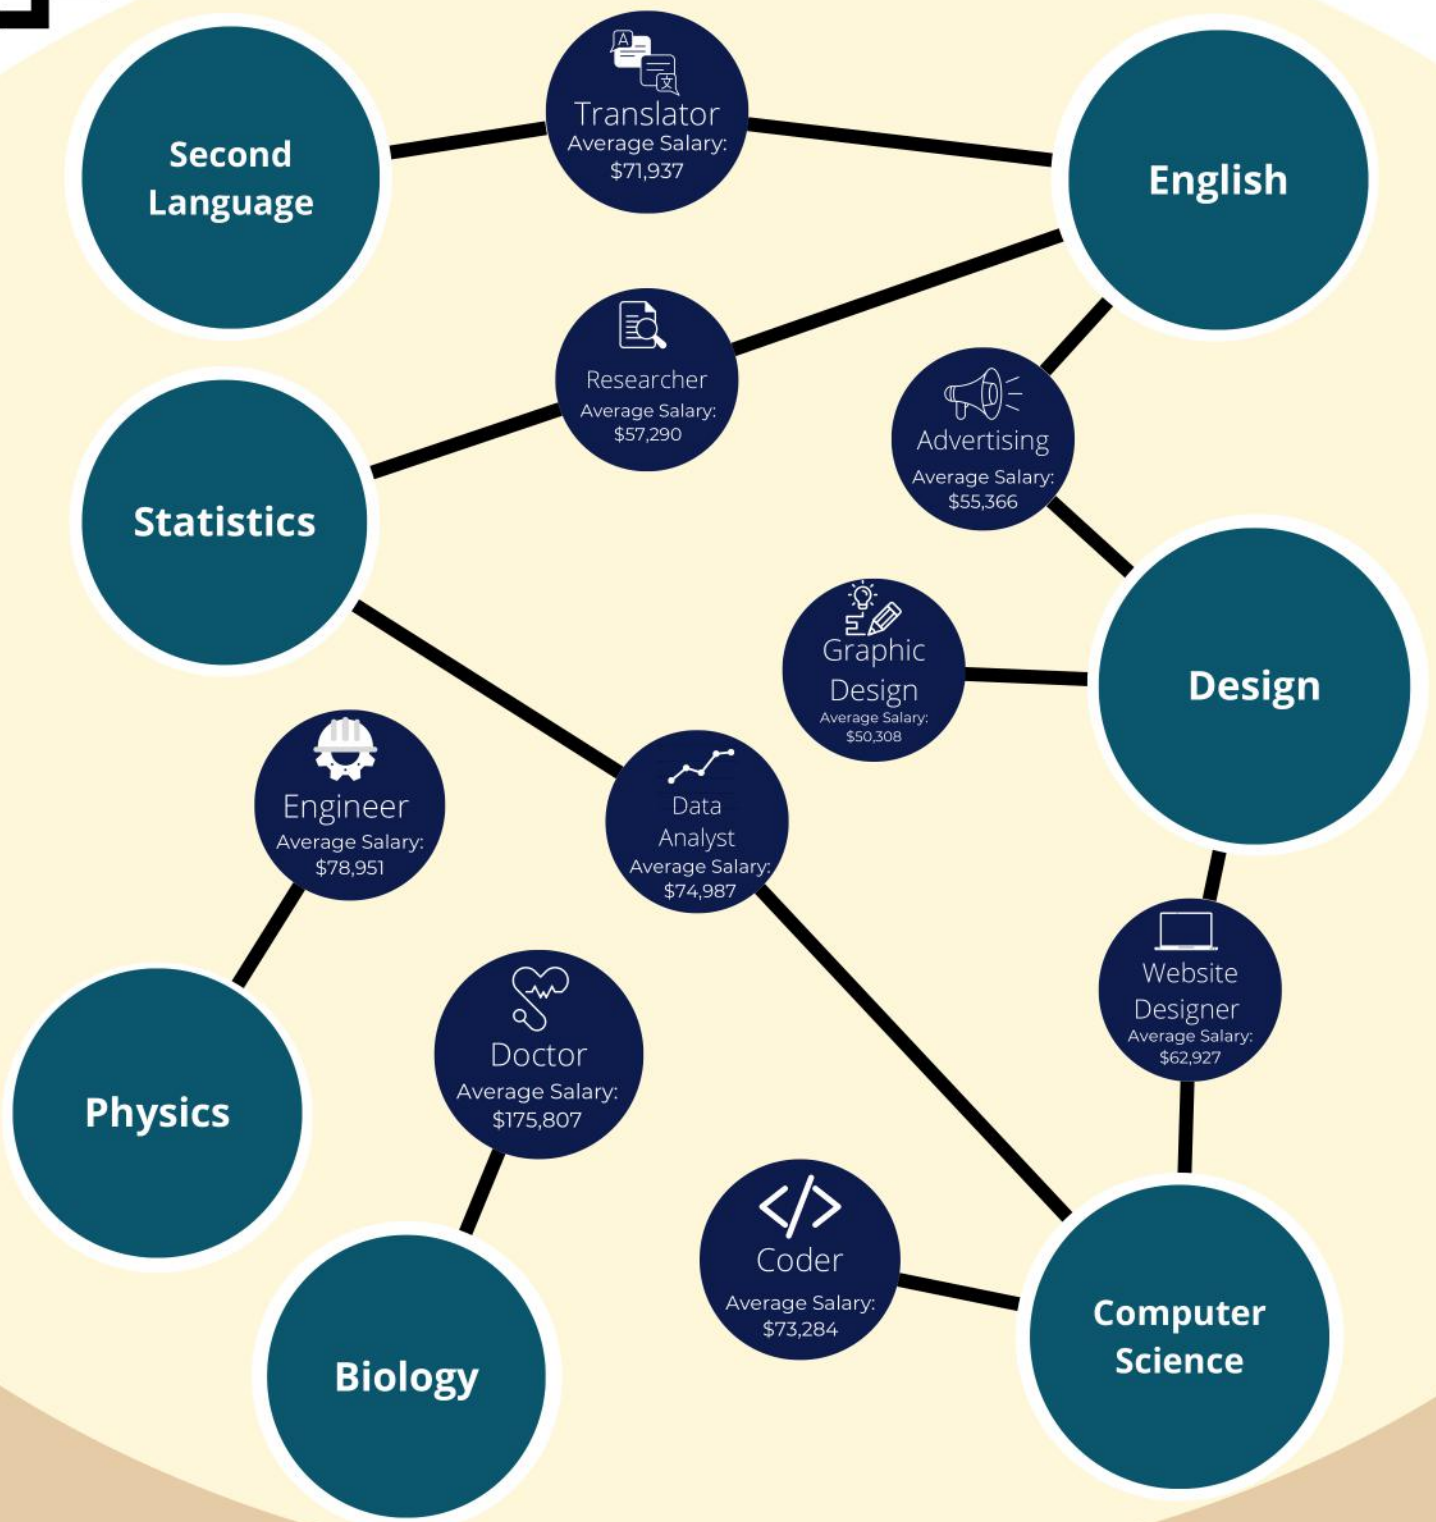 A
文
Translator
Average Salary:
$71,937
Second
Language
English
Researcher
Average Salary:
$57,290
Advertising
Average Salary:
$55,366
Statistics
Graphic
Design
Average Salary:
$50,308
Design
Engineer
Average Salary:
$78,951
Data
Analyst
Average Salary:
$74,987
Website
Designer
Average Salary:
$62,927
Doctor
Average Salary:
$175,807
Physics
Coder
Average Salary:
$73,284
Computer
Science
Biology